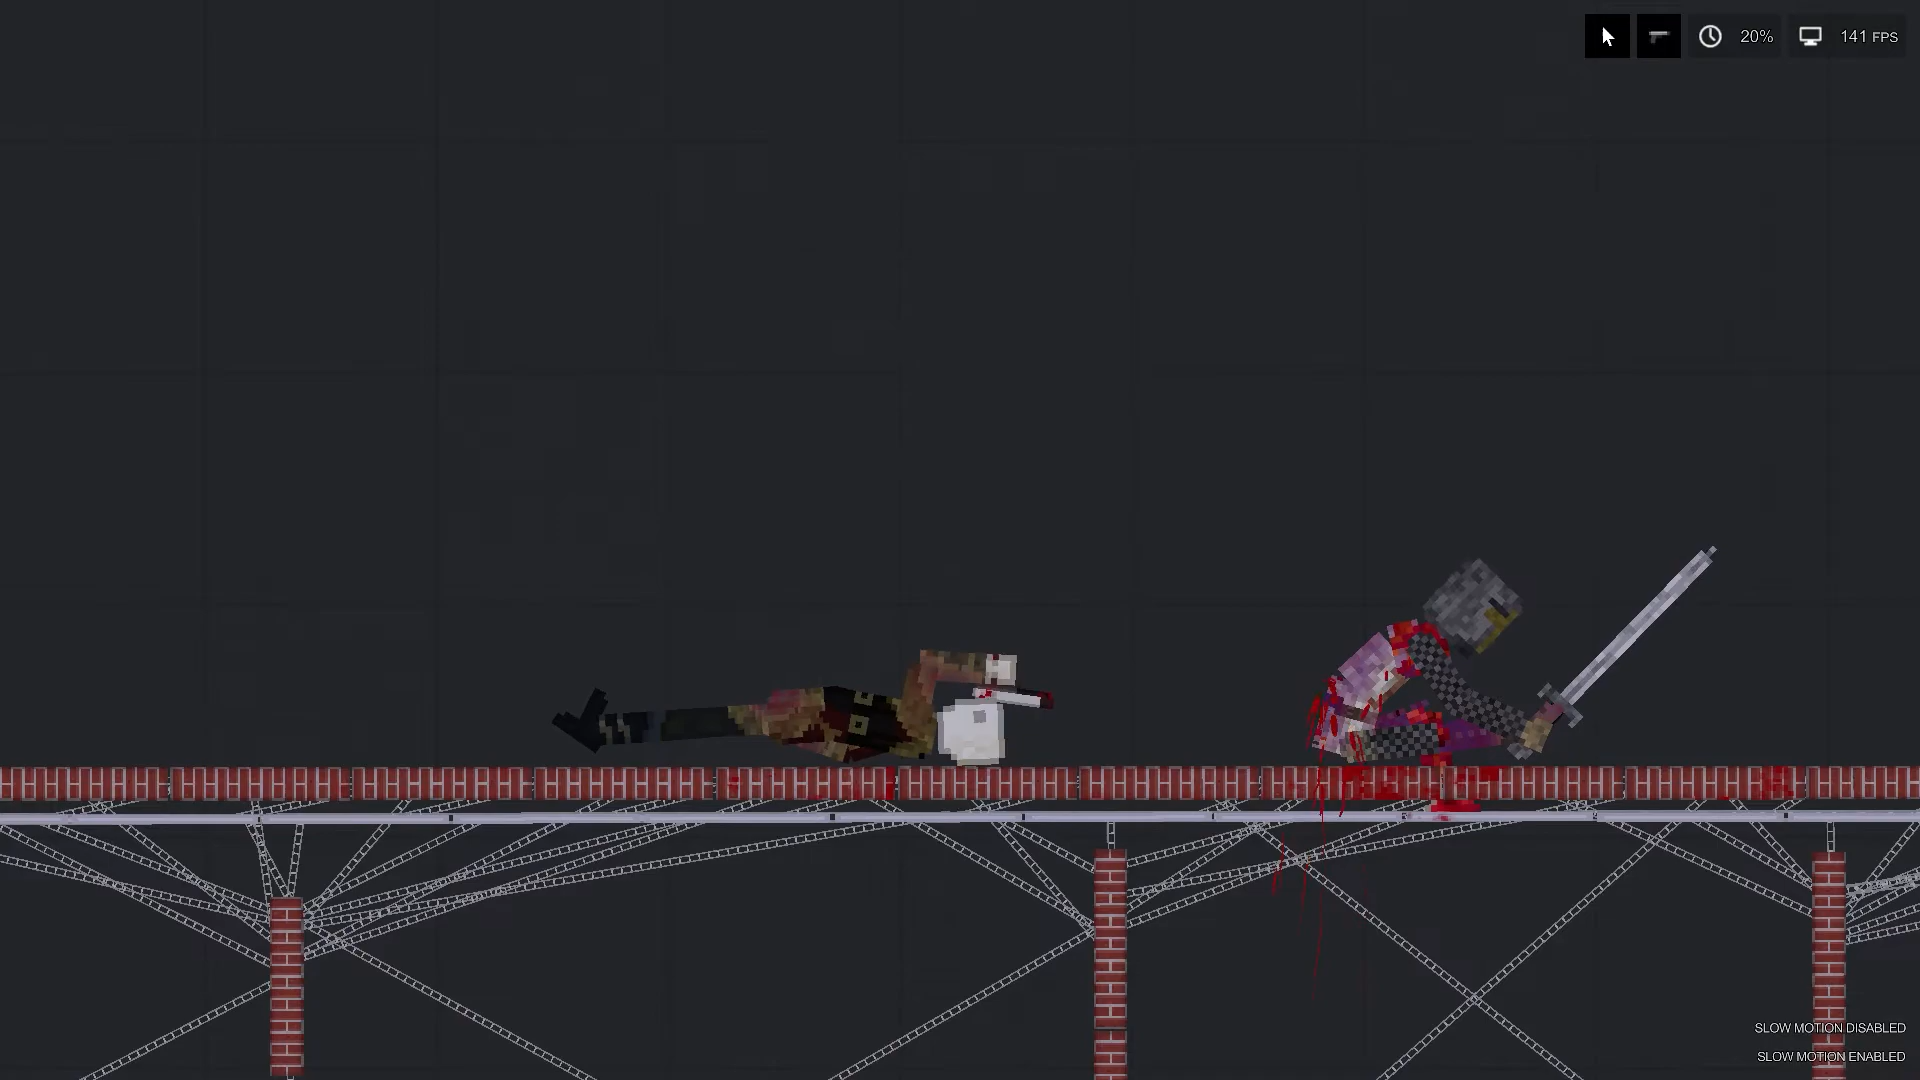 20%
141 FPS
SLOW MOTION DISABLED
SLOW MOTION ENABLED